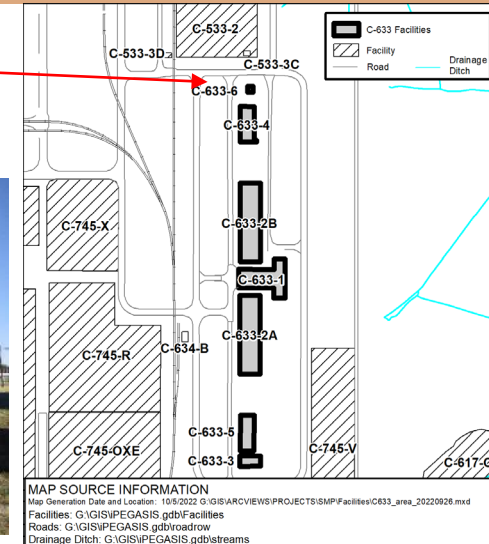 C-533-2
C-633 Facilities
Facility
Road
Drainage
Ditch
C-533-3D
C-533-3C
C-633-6
C-633-4
C-745-X
C-633-2B
C-633-1
C-745-R
C-634-B
C-633-2A
C-745-OXE
C-633-5
C-745-V
C-633-3
C-617-G
MAP SOURCE INFORMATION
Map Generation Date and Location: 10/5/2022 G:\GIS\ARCVIEWS\PROJECTS\SMP\Facilities\C633_area_20220926.mxd
Facilities: G:\GIS\PEGASIS.gdb\Facilities
Roads: G:\GIS\PEGASIS.gdb\roadrow
Drainage Ditch: G:\GIS\PEGASIS.gdb\streams